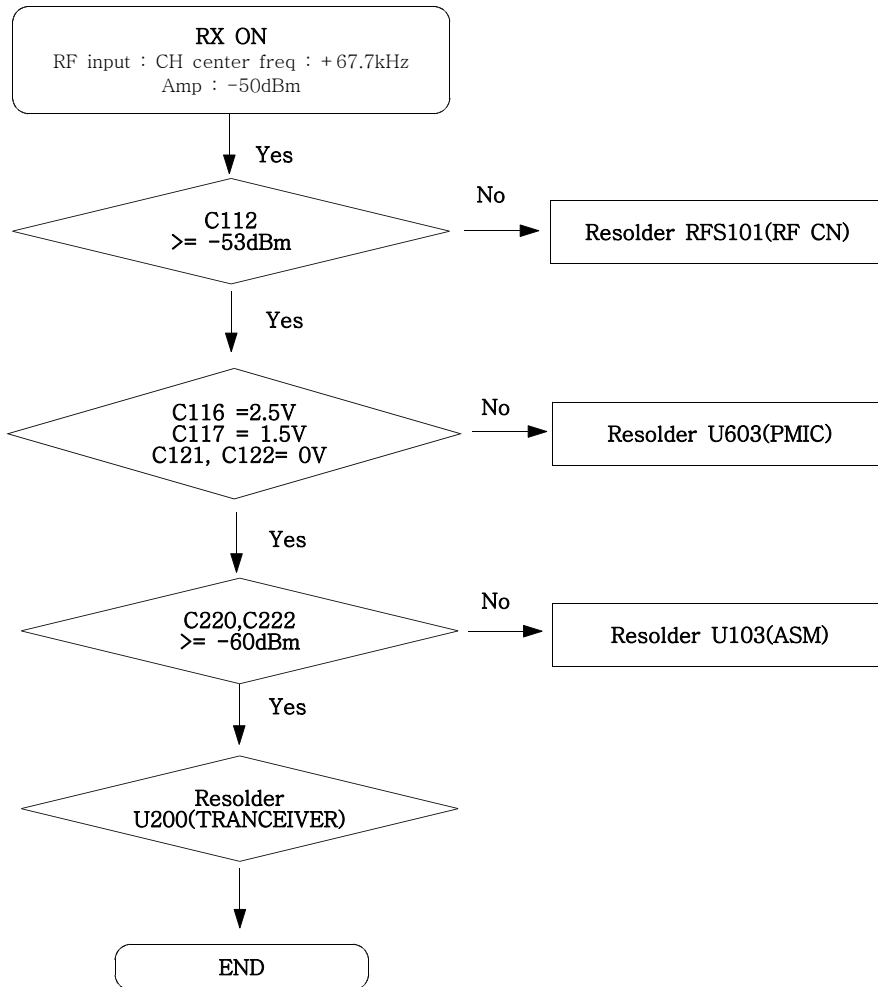 RX ON
RF input : CH center freq : +67.7kHz
Amp : -50dBm
Yes
C112
>= -53dBm
No
Resolder RFS101(RF CN)
Yes
C116 =2.5V
C117 = 1.5V
C121, C122= 0V
No
Resolder U603(PMIC)
Yes
C220,C222
>= -60dBm
No
Resolder U103(ASM)
Yes
Resolder
U200(TRANCEIVER)
END